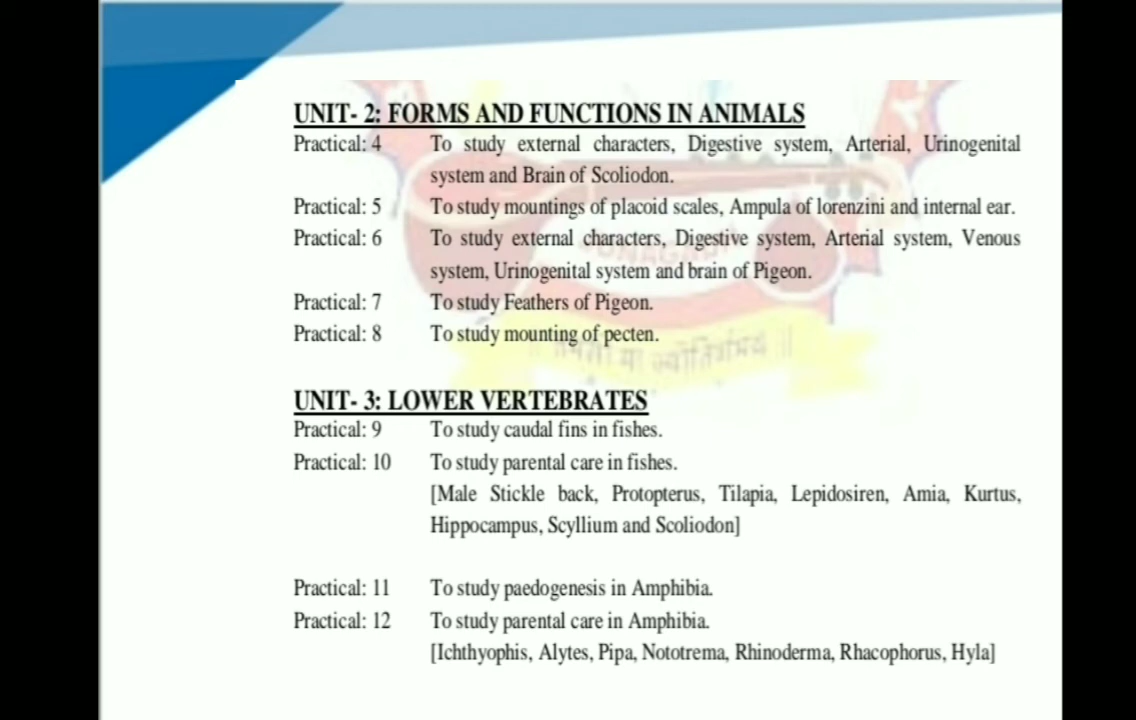 UNIT- 2: FORMS AND FUNCTIONS IN ANIMALS
Practical: 4 To study external characters, Digestive system, Arterial, Urinogenital
system and Brain of Scoliodon.
Practical: 5 To study mountings of placoid scales, Ampula of lorenzini and internal ear.
Practical: 6 To study external characters, Digestive system, Arterial system, Venous
system, Urinogenital system and brain of Pigeon.
Practical: 7 To study Feathers of Pigeon.
Practical: 8 To study mounting of pecten.
UNIT- 3: LOWER VERTEBRATES
Practical: 9 To study caudal fins in fishes.
Practical: 10 To study parental care in fishes.
[Male Stickle back, Protopterus, Tilapia, Lepidosiren, Amia, Kurtus,
Hippocampus, Scyllium and Scoliodon]
Practical: 11 To study paedogenesis in Amphibia.
Practical: 12 To study parental care in Amphibia.
[Ichthyophis, Alytes, Pipa, Nototrema, Rhinoderma, Rhacophorus, Hyla]